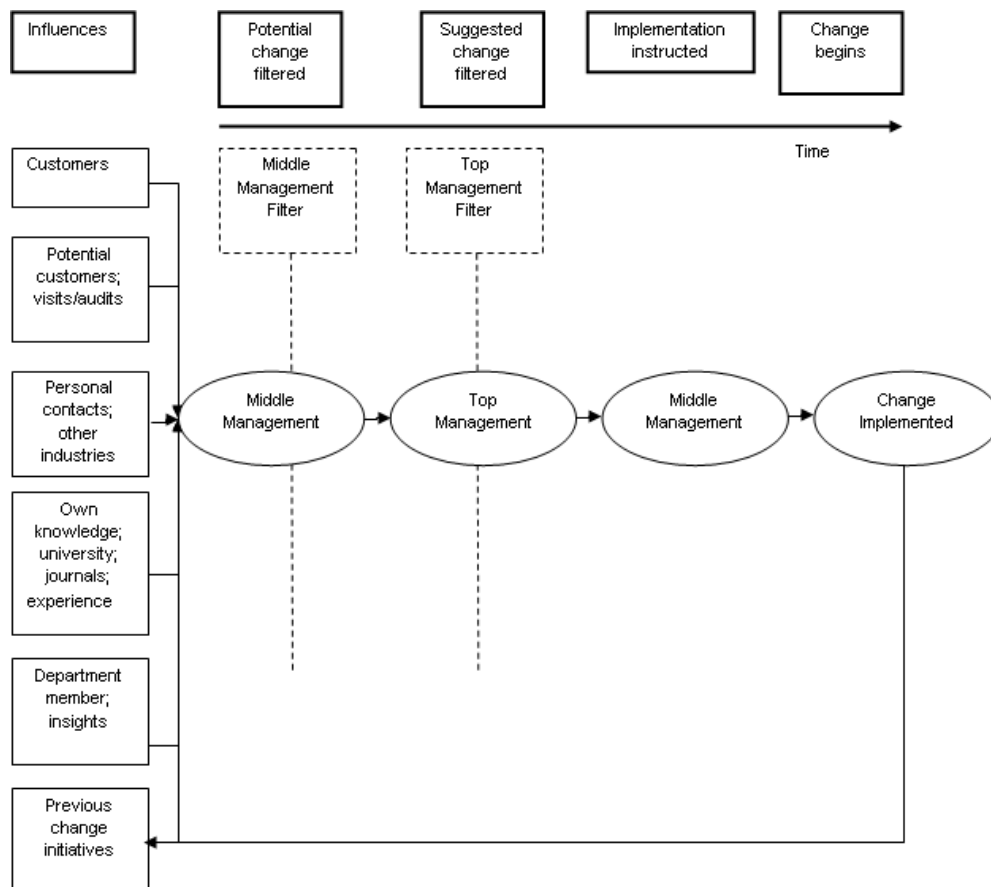 Influences
Potential
change
filtered
Suggested
change
filtered
Implementation
instructed
Change
begins
Time
Customers
Middle
Management
Filter
Top
Management
Filter
Potential
customers;
visits/audits
Personal
contacts;
other
industries
Middle
Management
Top
Management
Middle
Management
Change
Implemented
Own
knowledge;
university;
journals;
experience
Department
member;
insights
Previous
change
initiatives